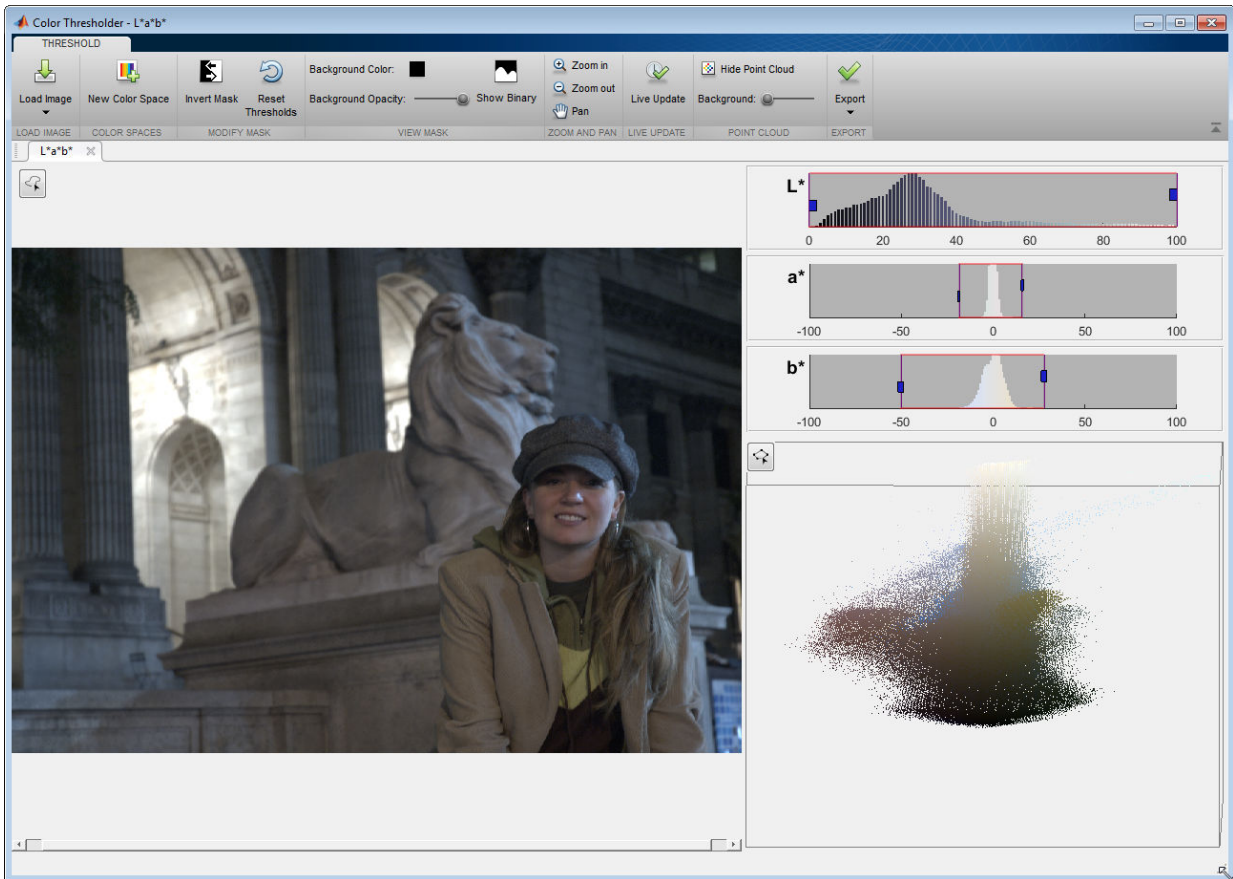 Color Thresholder - L*a*b*
THRESHOLD
Load Image
New Color Space
Invert Mask
Reset
Thresholds
Background Color:
Background Opacity:
Show Binary
Zoom in
Zoom out
Pan
Live Update
Hide Point Cloud
Background:
Export
LOAD IMAGE COLOR SPACES MODIFY MASK VIEW MASK ZOOM AND PAN LIVE UPDATE POINT CLOUD EXPORT
L*a*b*
L*
0 20 40 60 80 100
a*
-100 -50 0 50 100
b*
-100 -50 0 50 100